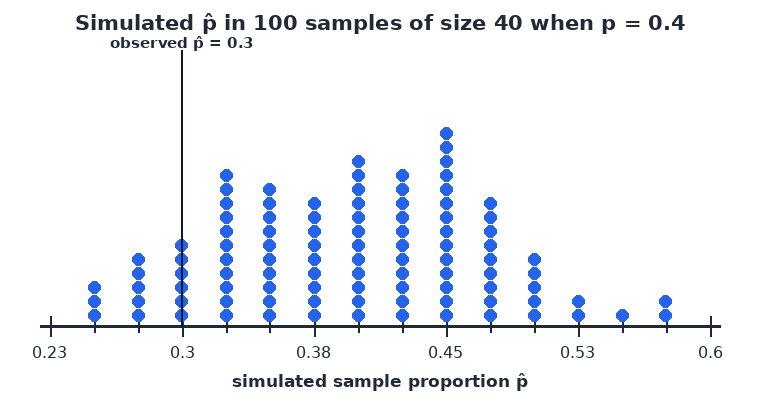 Simulated p̂ in 100 samples of size 40 when p = 0.4
observed p̂ = 0.3
0.23 0.3 0.38 0.45 0.53 0.6
simulated sample proportion p̂